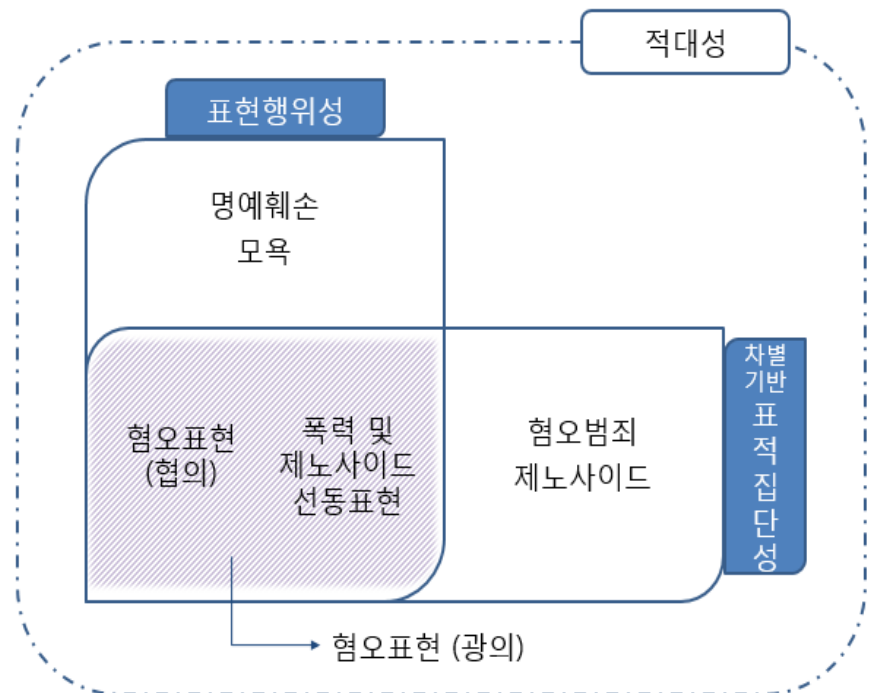 적대성
표현행위성
명예훼손
모욕
혐오표현
(협의)
폭력 및
제노사이드
선동표현
혐오범죄
제노사이드
차별
기반
표
적
집
단
성
혐오표현 (광의)